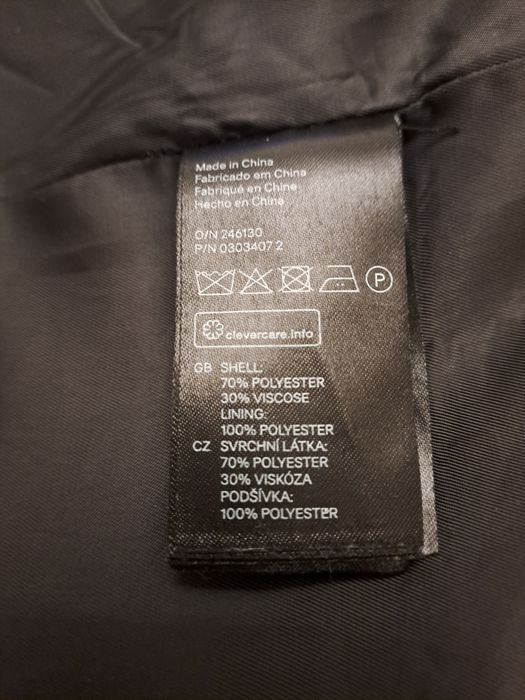 Made in China
Fabricado em China
Fabriqué en Chine
Hecho en China
O/N 246130
P/N 0303407 2
P
clevercare.info
GB SHELL:
70% POLYESTER
30% VISCOSE
LINING:
100% POLYESTER
CZ SVRCHNÍ LÁTKA:
70% POLYESTER
30% VISKÓZA
PODŠÍVKA:
100% POLYESTER